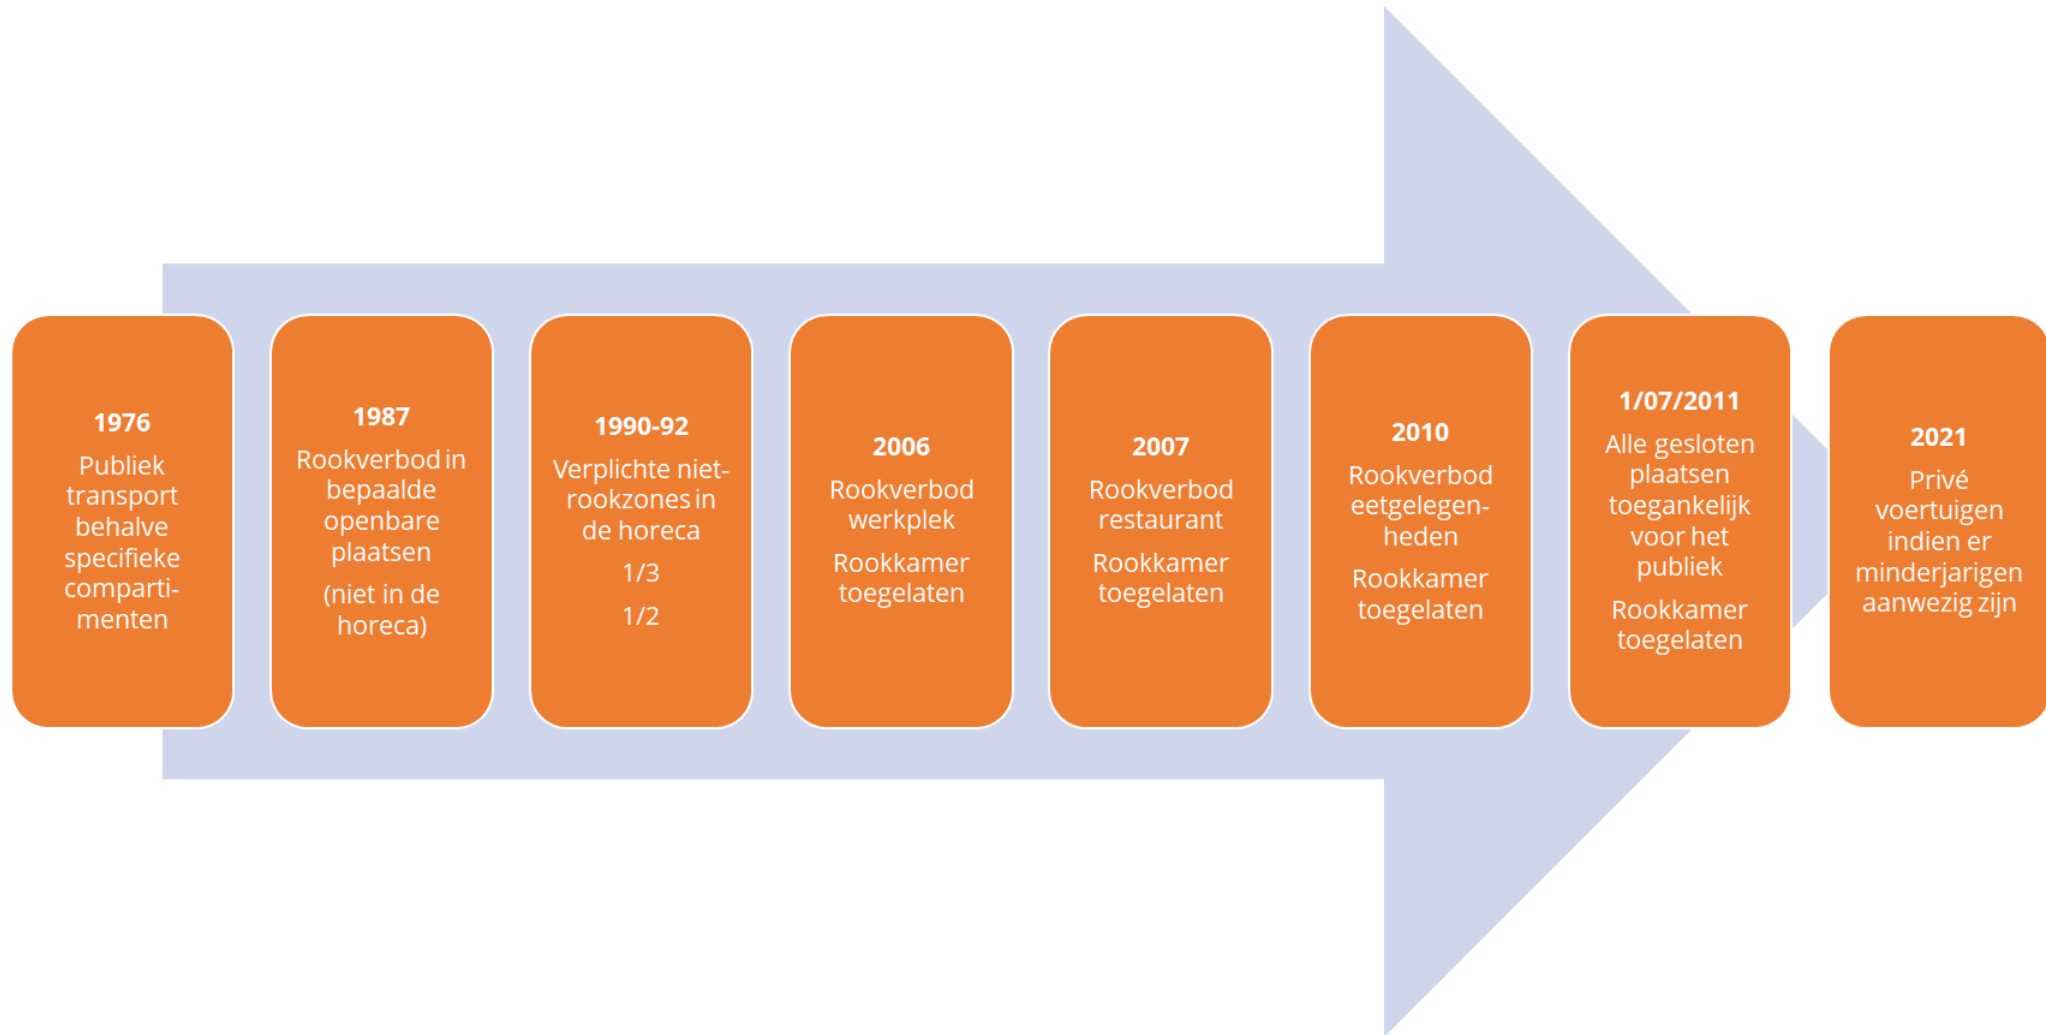 1976
Publiek
transport
behalve
specifieke
comparti-
menten
1987
Rookverbod in
bepaalde
openbare
plaatsen
(niet in de
horeca)
1990-92
Verplichte niet-
rookzones in
de horeca
1/3
1/2
2006
Rookverbod
werkplek
Rookkamer
toegelaten
2007
Rookverbod
restaurant
Rookkamer
toegelaten
2010
Rookverbod
eetgelegen-
heden
Rookkamer
toegelaten
1/07/2011
Alle gesloten
plaatsen
toegankelijk
voor het
publiek
Rookkamer
toegelaten
2021
Privé
voertuigen
indien er
minderjarigen
aanwezig zijn